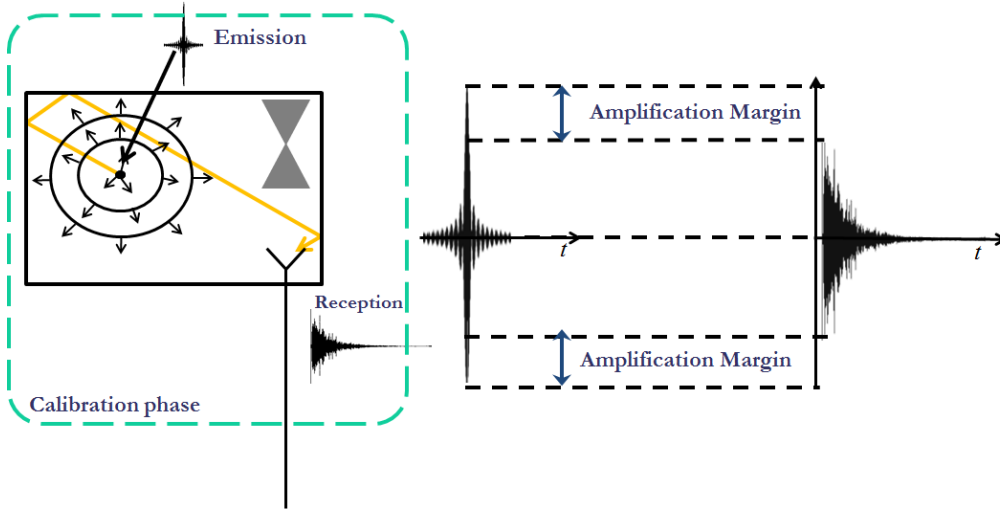 Emission
Amplification Margin
t
t
Reception
Amplification Margin
Calibration phase